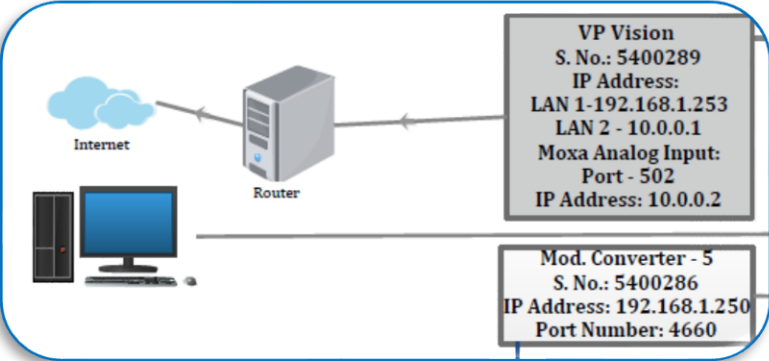 VP Vision
S. No.: 5400289
IP Address:
LAN 1-192.168.1.253
LAN 2 - 10.0.0.1
Moxa Analog Input:
Port - 502
IP Address: 10.0.0.2
Internet
Router
Mod. Converter - 5
S. No.: 5400286
IP Address: 192.168.1.250
Port Number: 4660